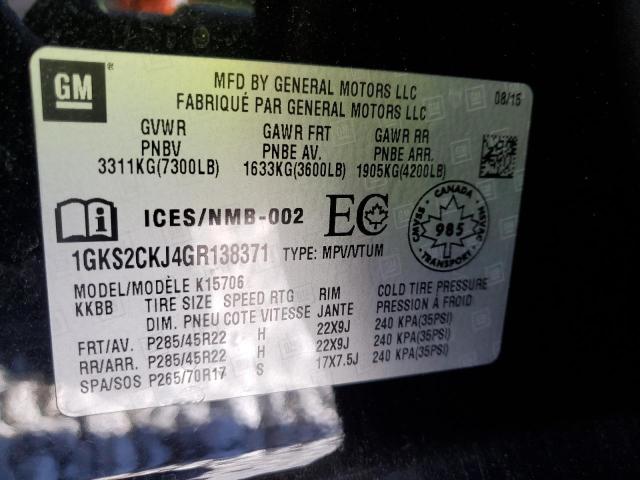 GM ®
MFD BY GENERAL MOTORS LLC
FABRIQUÉ PAR GENERAL MOTORS LLC
08/15
GVWR GAWR FRT GAWR RR
PNBV PNBE AV. PNBE ARR.
3311KG(7300LB) 1633KG(3600LB) 1905KG(4200LB)
ICES/NMB-002 EC
CANADA
CMVSS 985 NSVAC
1GKS2CKJ4GR138371 TYPE: MPV/VTUM
MODEL/MODÈLE K15706
KKBB TIRE SIZE SPEED RTG RIM COLD TIRE PRESSURE
DIM. PNEU COTE VITESSE JANTE PRESSION À FROID
FRT/AV. P285/45R22 H 22X9J 240 KPA(35PSI)
RR/ARR. P285/45R22 H 22X9J 240 KPA(35PSI)
SPA/SOS P265/70R17 S 17X7.5J 240 KPA(35PSI)